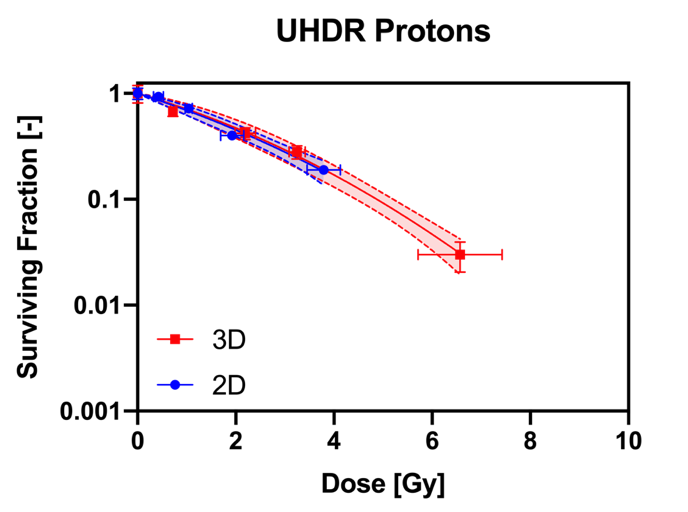 UHDR Protons
Surviving Fraction [-]
1
0.1
0.01
0.001
3D
2D
0 2 4 6 8 10
Dose [Gy]